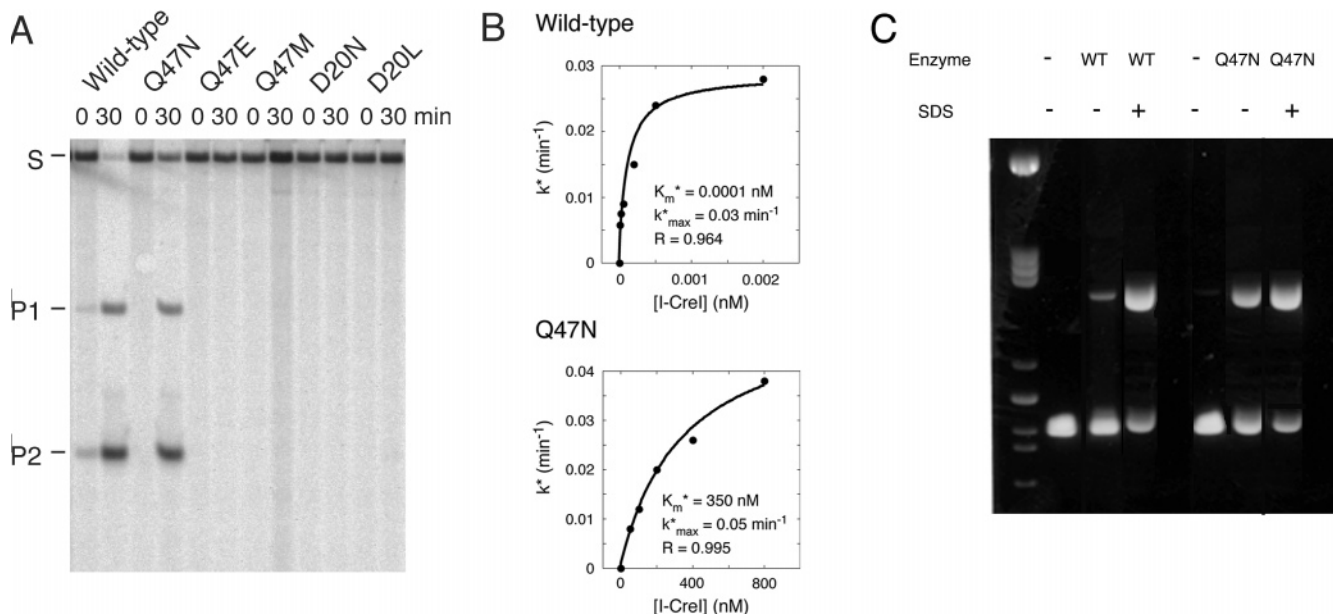 A
Wild-type Q47N Q47E Q47M D20N D20L
0 30 0 30 0 30 0 30 0 30 0 30 min
S
P1
P2
B
Wild-type
0.03
0.02
0.01
0
k* (min-1)
Km* = 0.0001 nM
k*max = 0.03 min-1
R = 0.964
0 0.001 0.002
[I-CreI] (nM)
Q47N
0.04
0.03
0.02
0.01
0
k* (min-1)
Km* = 350 nM
k*max = 0.05 min-1
R = 0.995
0 400 800
[I-CreI] (nM)
C
Enzyme - WT WT - Q47N Q47N
SDS - - + - - +